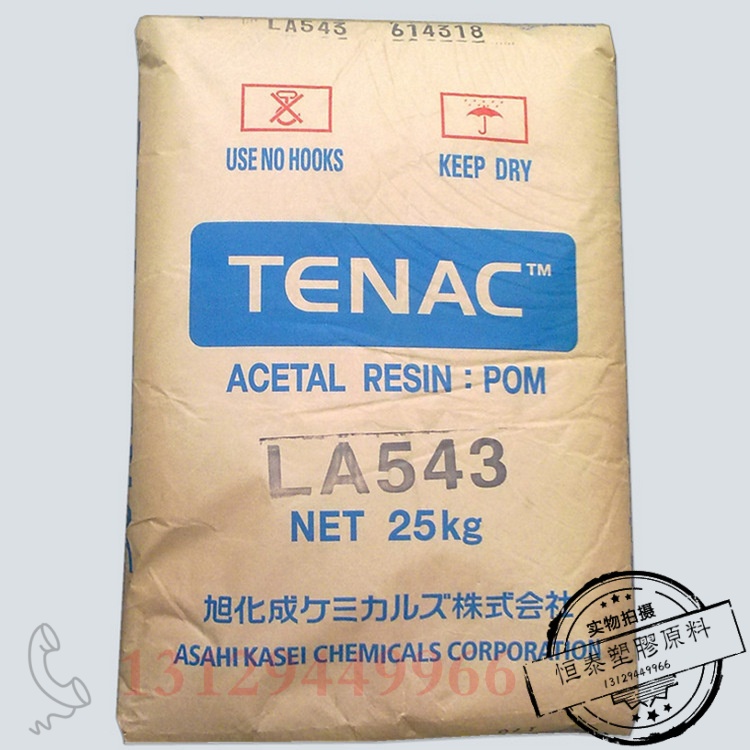 LA543 614318
USE NO HOOKS
KEEP DRY
TENAC™
ACETAL RESIN : POM
LA543
NET 25kg
旭化成ケミカルズ株式会社
ASAHI KASEI CHEMICALS CORPORATION
13129449966
实物拍摄
恒泰塑膠原料
13129449966